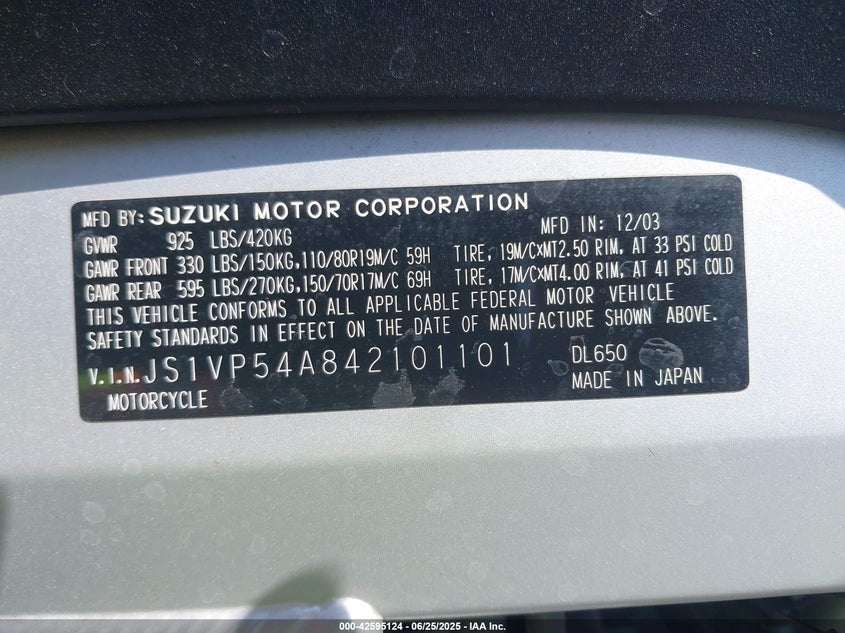 MFD BY: SUZUKI MOTOR CORPORATION MFD IN: 12/03
GVWR 925 LBS/420KG
GAWR FRONT 330 LBS/150KG,110/80R19M/C 59H TIRE, 19M/CXMT2.50 RIM, AT 33 PSI COLD
GAWR REAR 595 LBS/270KG,150/70R17M/C 69H TIRE, 17M/CXMT4.00 RIM, AT 41 PSI COLD
THIS VEHICLE CONFORMS TO ALL APPLICABLE FEDERAL MOTOR VEHICLE
SAFETY STANDARDS IN EFFECT ON THE DATE OF MANUFACTURE SHOWN ABOVE.
V.I.N. JS1VP54A842101101 DL650
MOTORCYCLE MADE IN JAPAN
000-42595124 - 06/25/2025 - IAA Inc.